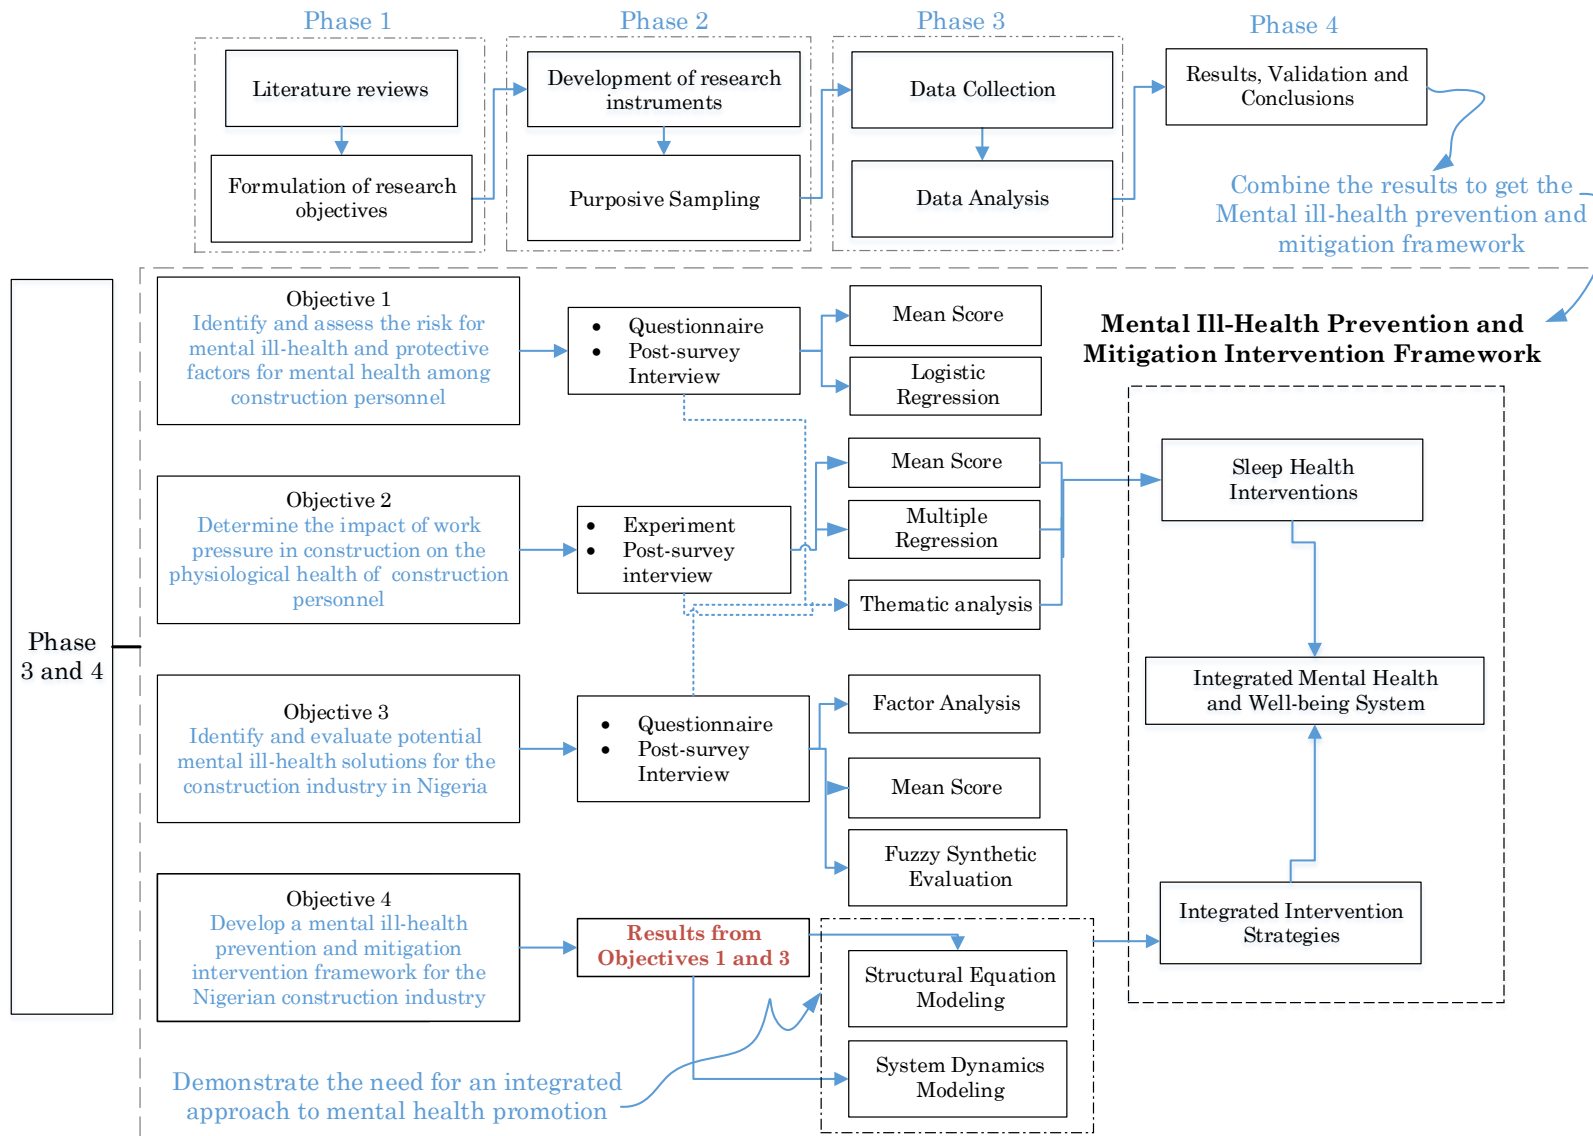 Phase 1
Phase 2
Phase 3
Phase 4
Literature reviews
Formulation of research
objectives
Development of research
instruments
Purposive Sampling
Data Collection
Data Analysis
Results, Validation and
Conclusions
Combine the results to get the
Mental ill-health prevention and
mitigation framework
Phase
3 and 4
Objective 1
Identify and assess the risk for
mental ill-health and protective
factors for mental health among
construction personnel
• Questionnaire
• Post-survey
Interview
Mean Score
Logistic
Regression
Objective 2
Determine the impact of work
pressure in construction on the
physiological health of construction
personnel
• Experiment
• Post-survey
interview
Mean Score
Multiple
Regression
Thematic analysis
Objective 3
Identify and evaluate potential
mental ill-health solutions for the
construction industry in Nigeria
• Questionnaire
• Post-survey
Interview
Factor Analysis
Mean Score
Fuzzy Synthetic
Evaluation
Objective 4
Develop a mental ill-health
prevention and mitigation
intervention framework for the
Nigerian construction industry
Results from
Objectives 1 and 3
Structural Equation
Modeling
System Dynamics
Modeling
Demonstrate the need for an integrated
approach to mental health promotion
Mental Ill-Health Prevention and
Mitigation Intervention Framework
Sleep Health
Interventions
Integrated Mental Health
and Well-being System
Integrated Intervention
Strategies